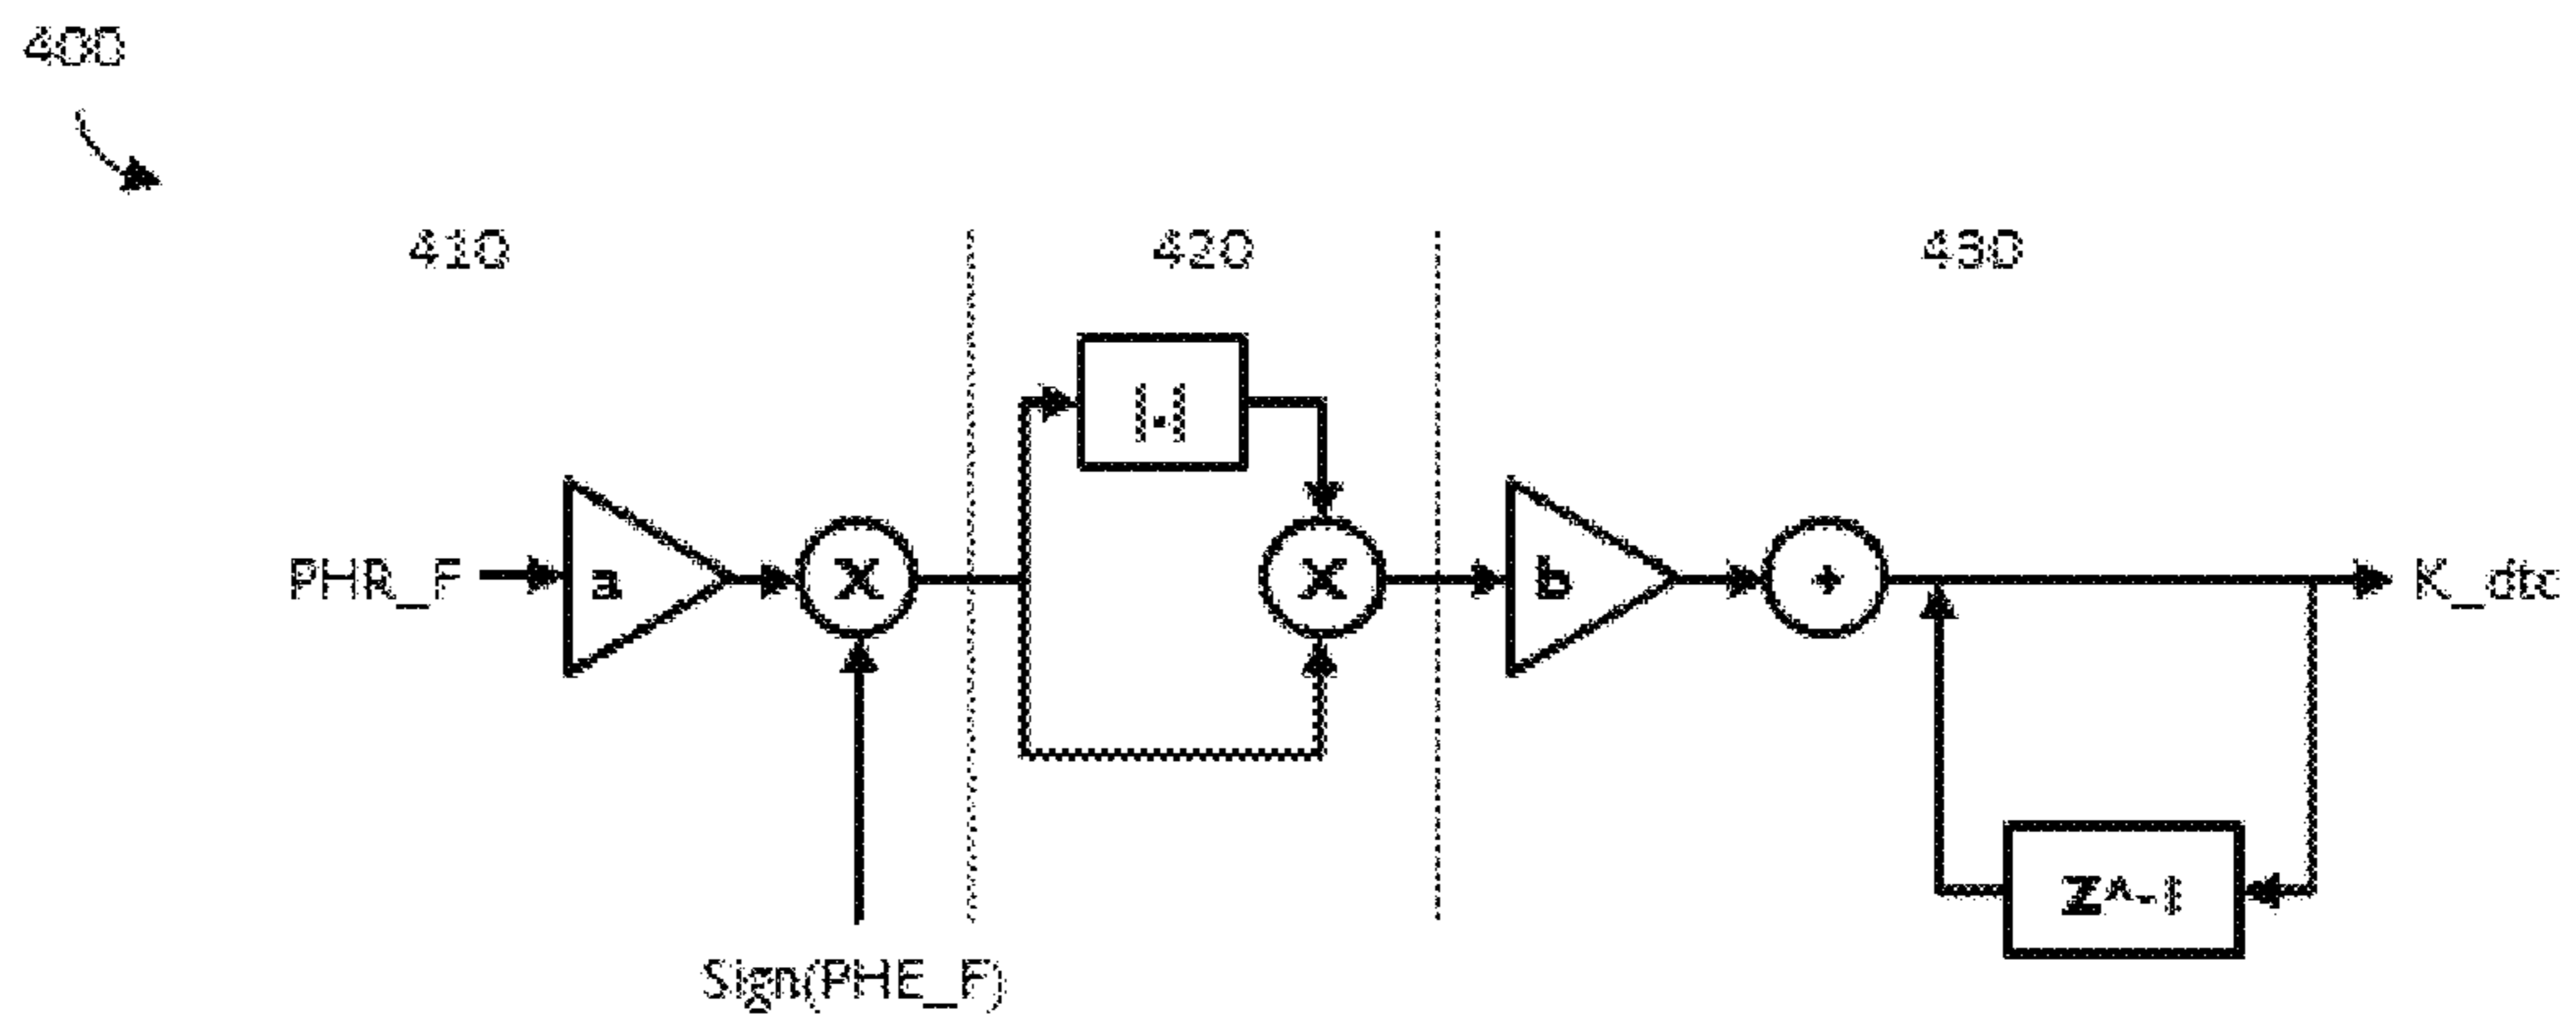 400
410
420
430
|.|
PHR_F
a
X
X
b
+
K_dtc
Z^-1
Sign(PHE_F)